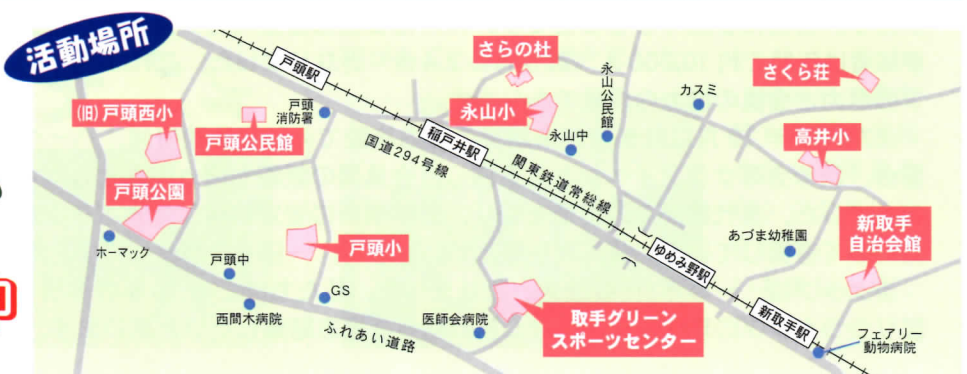 活動場所
戸頭駅
さらの杜
さくら荘
(旧)戸頭西小
戸頭公民館
戸頭
消防署
永山小
永山中
永山公民館
カスミ
高井小
稲戸井駅
国道294号線
関東鉄道常総線
戸頭公園
ホーマック
戸頭小
戸頭中
西間木病院
GS
ふれあい道路
医師会病院
取手グリーン
スポーツセンター
ゆめみ野駅
あづま幼稚園
新取手
自治会館
新取手駅
フェアリー
動物病院